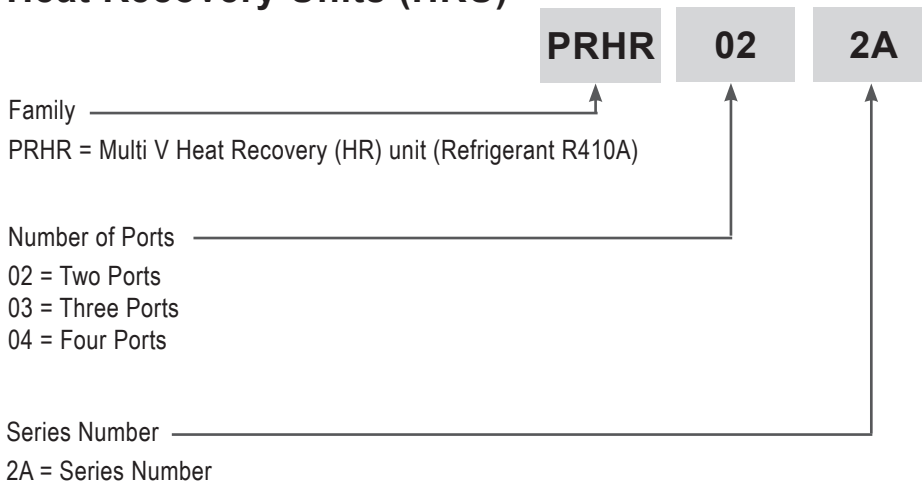 Heat Recovery Units (HRU)
PRHR 02 2A
Family
PRHR = Multi V Heat Recovery (HR) unit (Refrigerant R410A)
Number of Ports
02 = Two Ports
03 = Three Ports
04 = Four Ports
Series Number
2A = Series Number